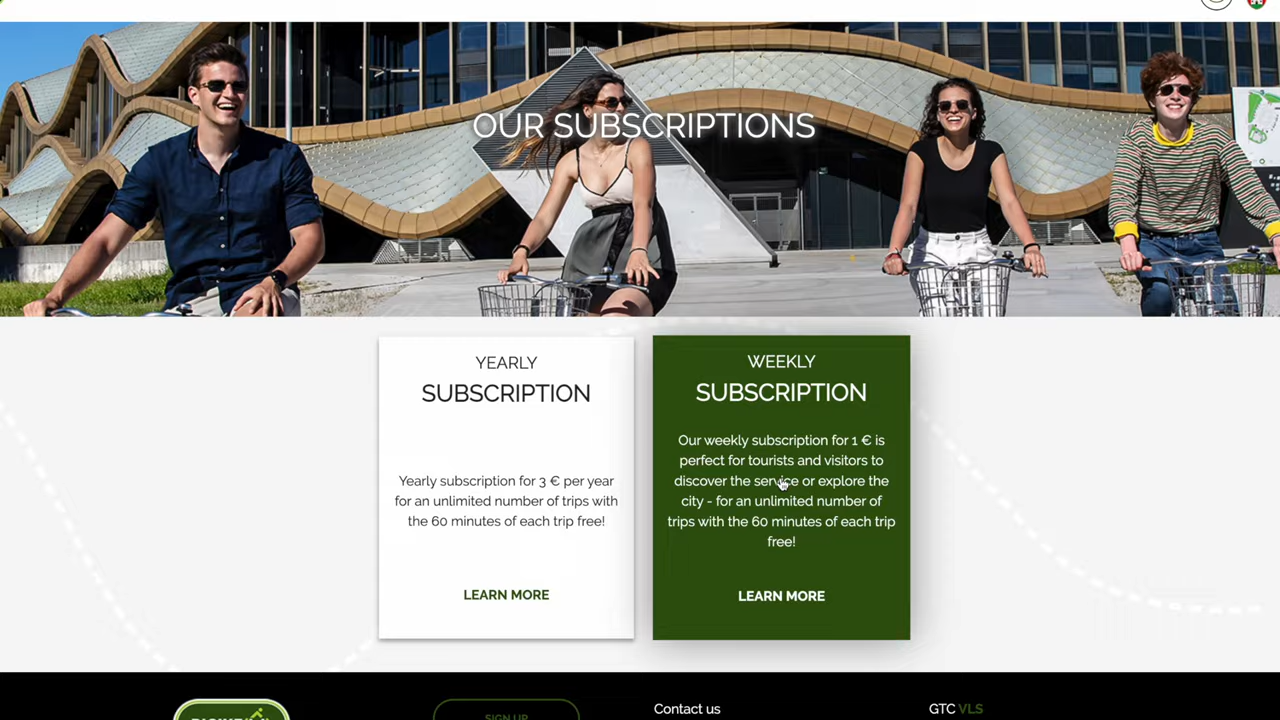 OUR SUBSCRIPTIONS
YEARLY
SUBSCRIPTION
Yearly subscription for 3 € per year
for an unlimited number of trips with
the 60 minutes of each trip free!
LEARN MORE
WEEKLY
SUBSCRIPTION
Our weekly subscription for 1 € is
perfect for tourists and visitors to
discover the service or explore the
city - for an unlimited number of
trips with the 60 minutes of each trip
free!
LEARN MORE
SIGN UP
Contact us
GTC VLS